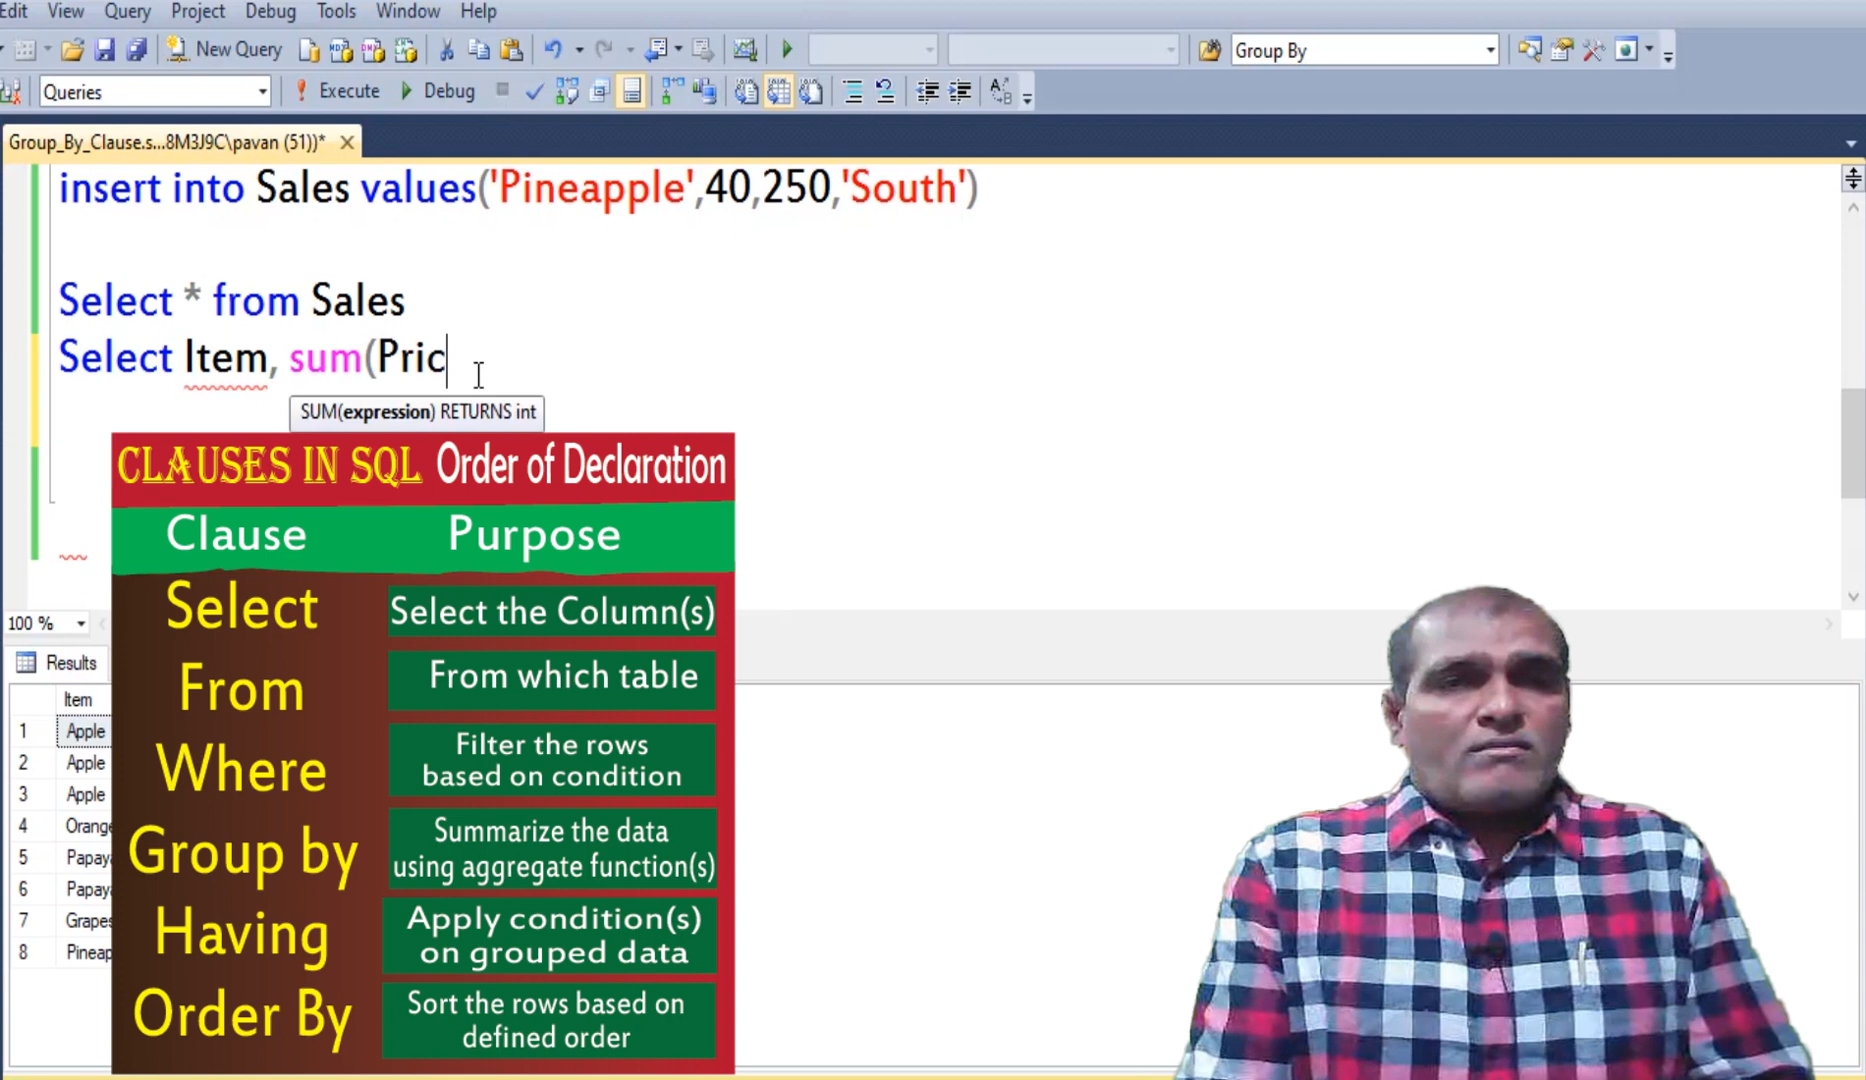 Edit View Query Project Debug Tools Window Help
New Query Group By
Queries Execute Debug
Group_By_Clause.s...8M3J9C\pavan (51))*
insert into Sales values('Pineapple',40,250,'South')
Select * from Sales
Select Item, sum(Pric
SUM(expression) RETURNS int
CLAUSES IN SQL Order of Declaration
Clause Purpose
Select Select the Column(s)
From From which table
Where Filter the rows
based on condition
Group by Summarize the data
using aggregate function(s)
Having Apply condition(s)
on grouped data
Order By Sort the rows based on
defined order
100 %
Results
Item
1 Apple
2 Apple
3 Apple
4 Orange
5 Papay
6 Papay
7 Grapes
8 Pineap